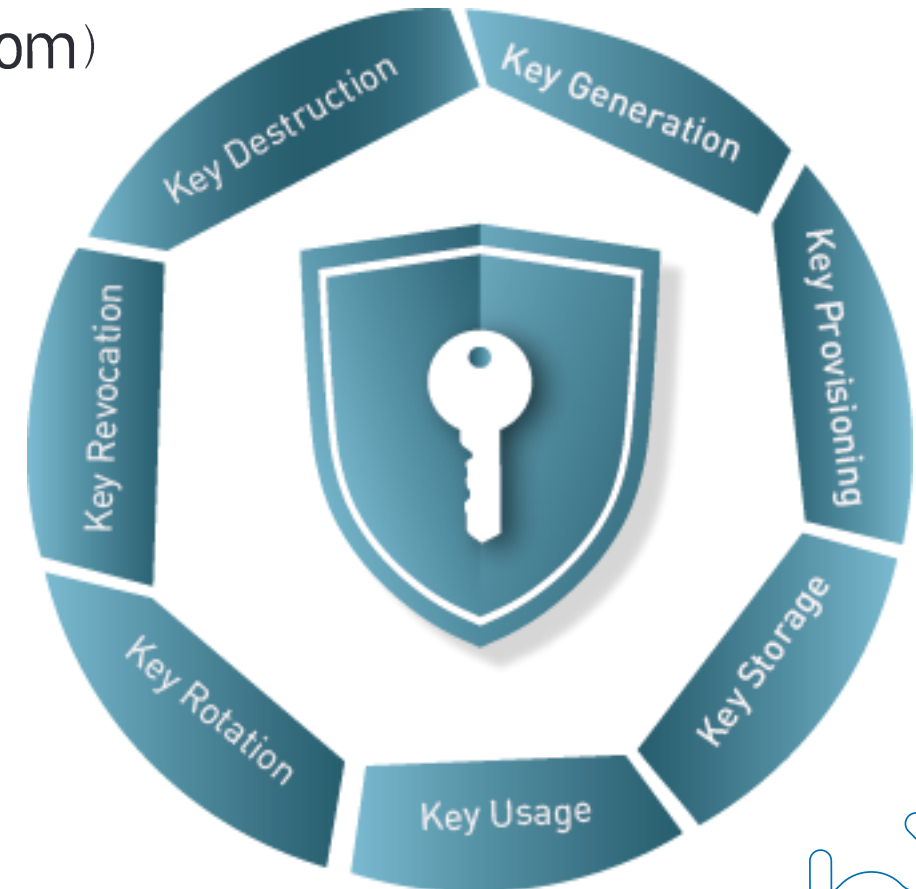 om）
Key Generation
Key Provisioning
Key Storage
Key Usage
Key Rotation
Key Revocation
Key Destruction